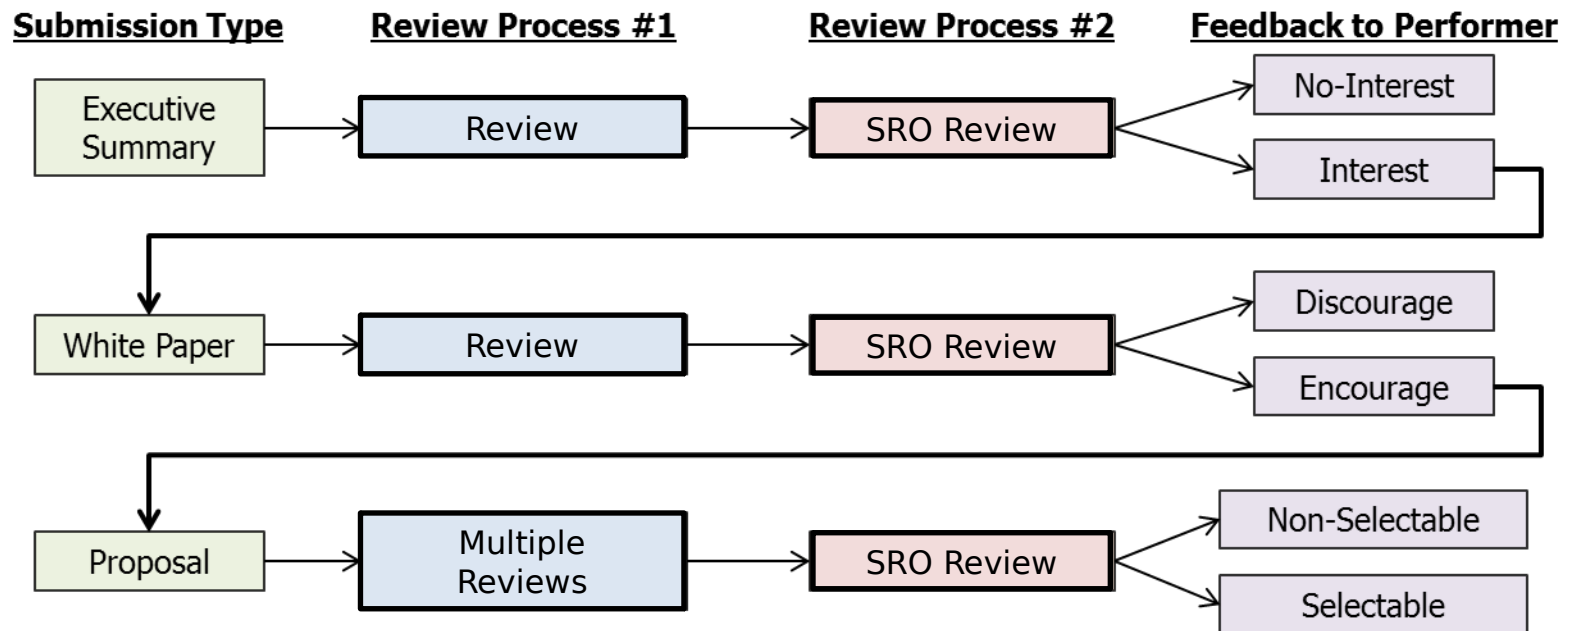 Submission Type
Review Process #1
Review Process #2
Feedback to Performer
Executive
Summary
Review
SRO Review
No-Interest
Interest
White Paper
Review
SRO Review
Discourage
Encourage
Proposal
Multiple
Reviews
SRO Review
Non-Selectable
Selectable